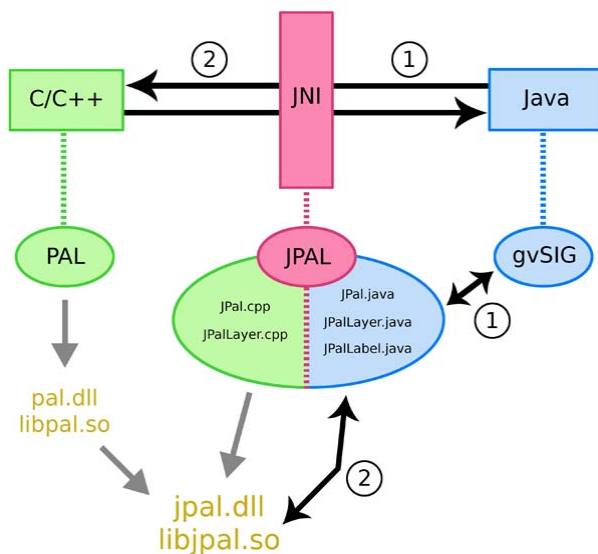 2
1
C/C++
JNI
Java
PAL
JPAL
gvSIG
JPal.cpp
JPalLayer.cpp
JPal.java
JPalLayer.java
JPalLabel.java
1
pal.dll
libpal.so
2
jpal.dll
libjpal.so